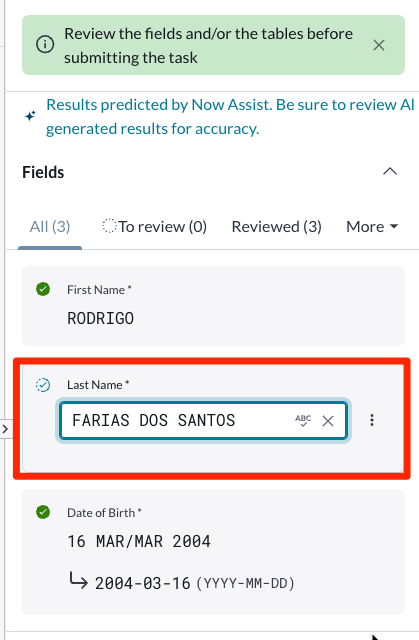 Review the fields and/or the tables before
submitting the task
Results predicted by Now Assist. Be sure to review AI
generated results for accuracy.
Fields
All (3) To review (0) Reviewed (3) More
First Name *
RODRIGO
Last Name *
FARIAS DOS SANTOS ABC
Date of Birth *
16 MAR/MAR 2004
2004-03-16 (YYYY-MM-DD)